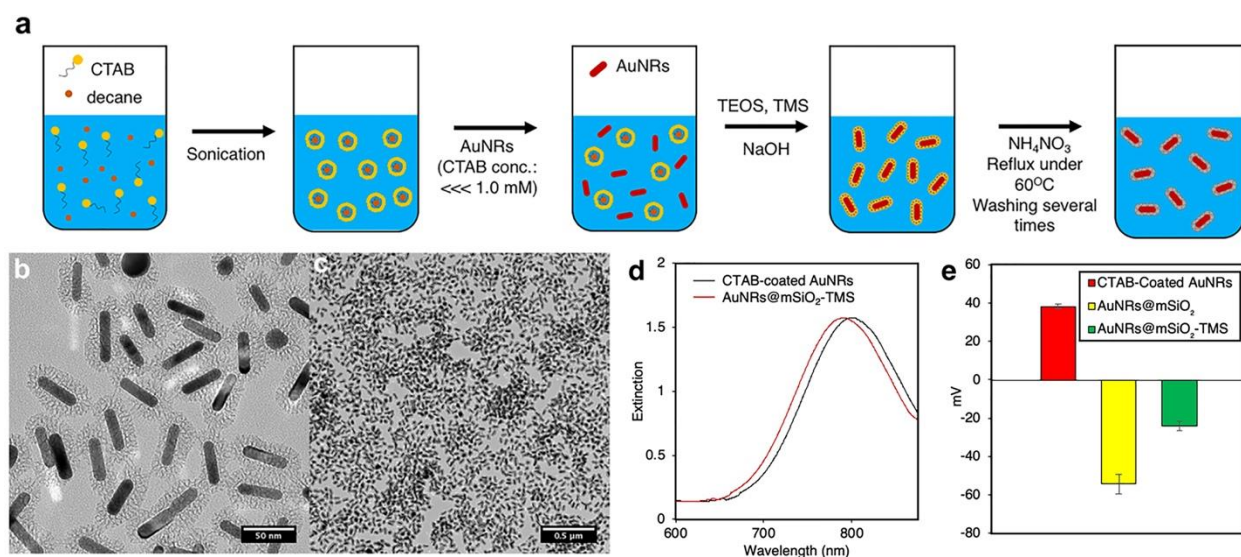 a
CTAB
decane
Sonication
AuNRs
(CTAB conc.:
<<< 1.0 mM)
AuNRs
TEOS, TMS
NaOH
NH₄NO₃
Reflux under
60⁰C
Washing several
times
b
50 nm
c
0.5 µm
d
CTAB-coated AuNRs
AuNRs@mSiO₂-TMS
Extinction
2
1.5
1
0.5
0
600
700
800
Wavelength (nm)
e
CTAB-Coated AuNRs
AuNRs@mSiO₂
AuNRs@mSiO₂-TMS
mV
60
40
20
0
-20
-40
-60
-80